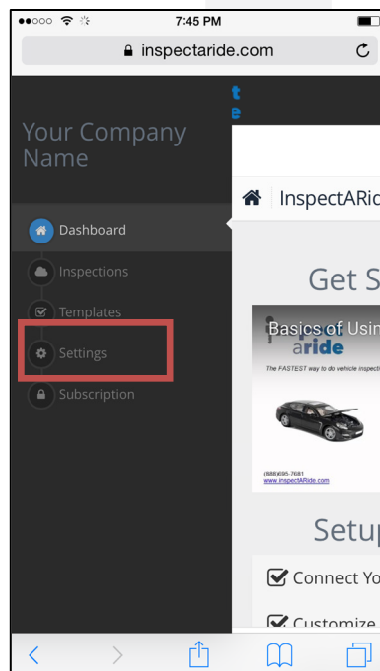 7:45 PM
inspectaride.com
t
e
Your Company
Name
InspectARid
Dashboard
Inspections
Templates
Settings
Subscription
Get S
Basics of Usin
aride
The FASTEST way to do vehicle inspecti
(888)695-7681
www.inspectARide.com
Setup
Connect Yo
Customize